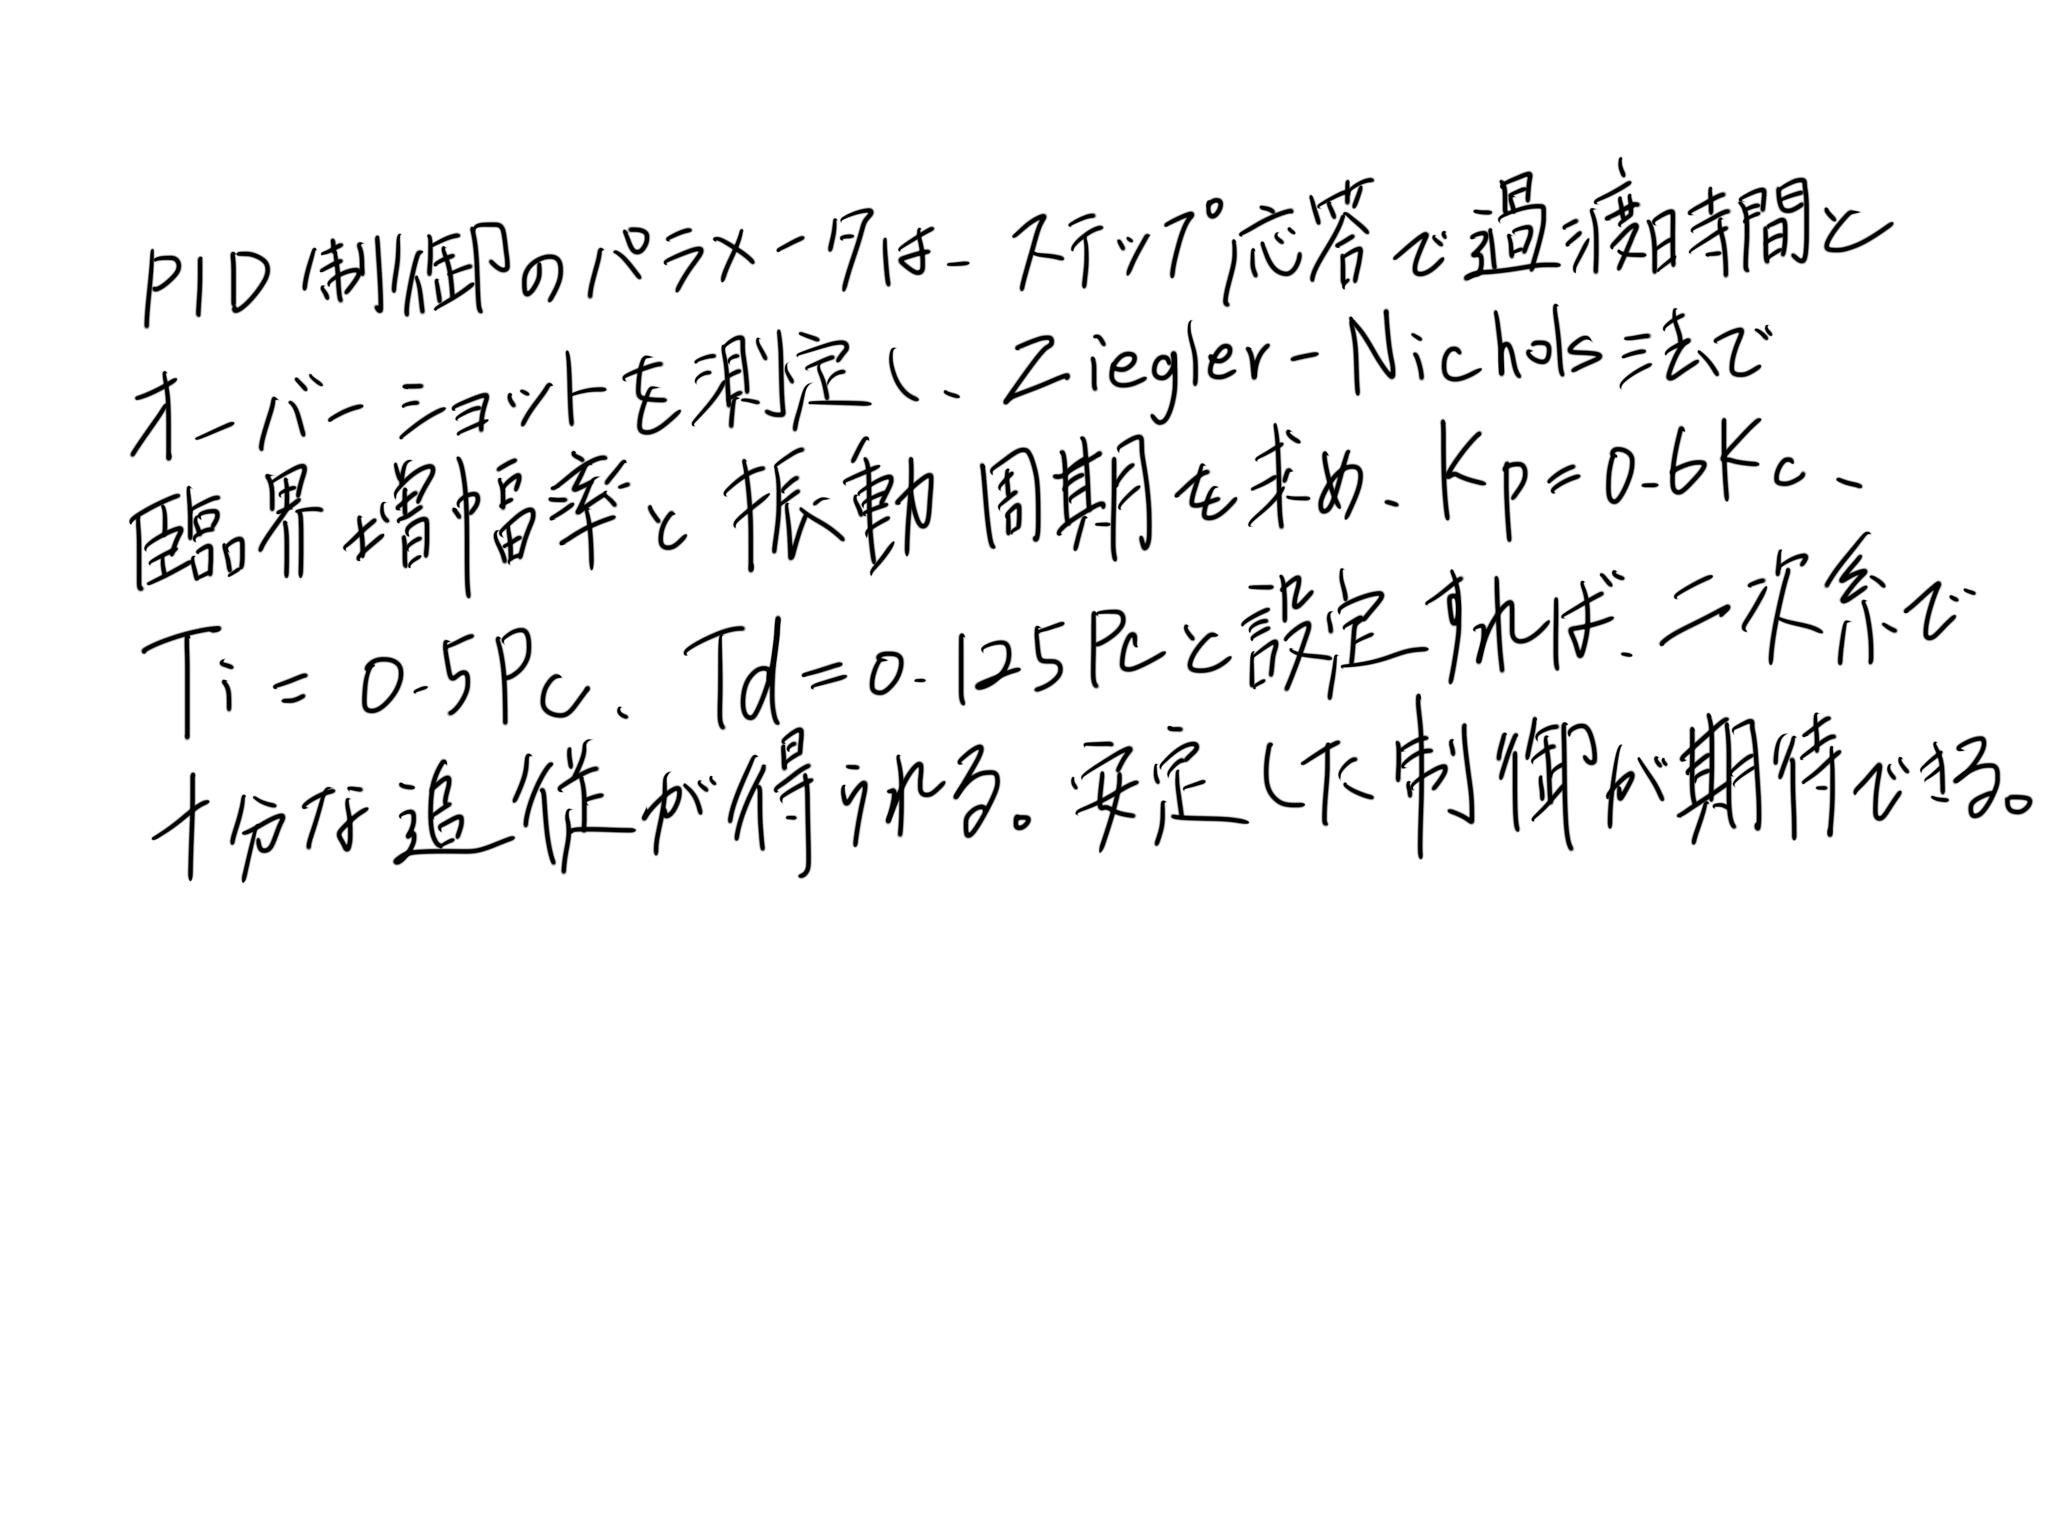 PID制御のパラメータは、ステップ応答で過渡時間と
オーバーショットを測定し、Ziegler-Nichols法で
臨界増幅率と振動周期を求め、Kp=0.6Kc、
Ti=0.5Pc、Td=0.125Pcと設定すれば、二次系で
十分な追従が得られる。安定した制御が期待できる。